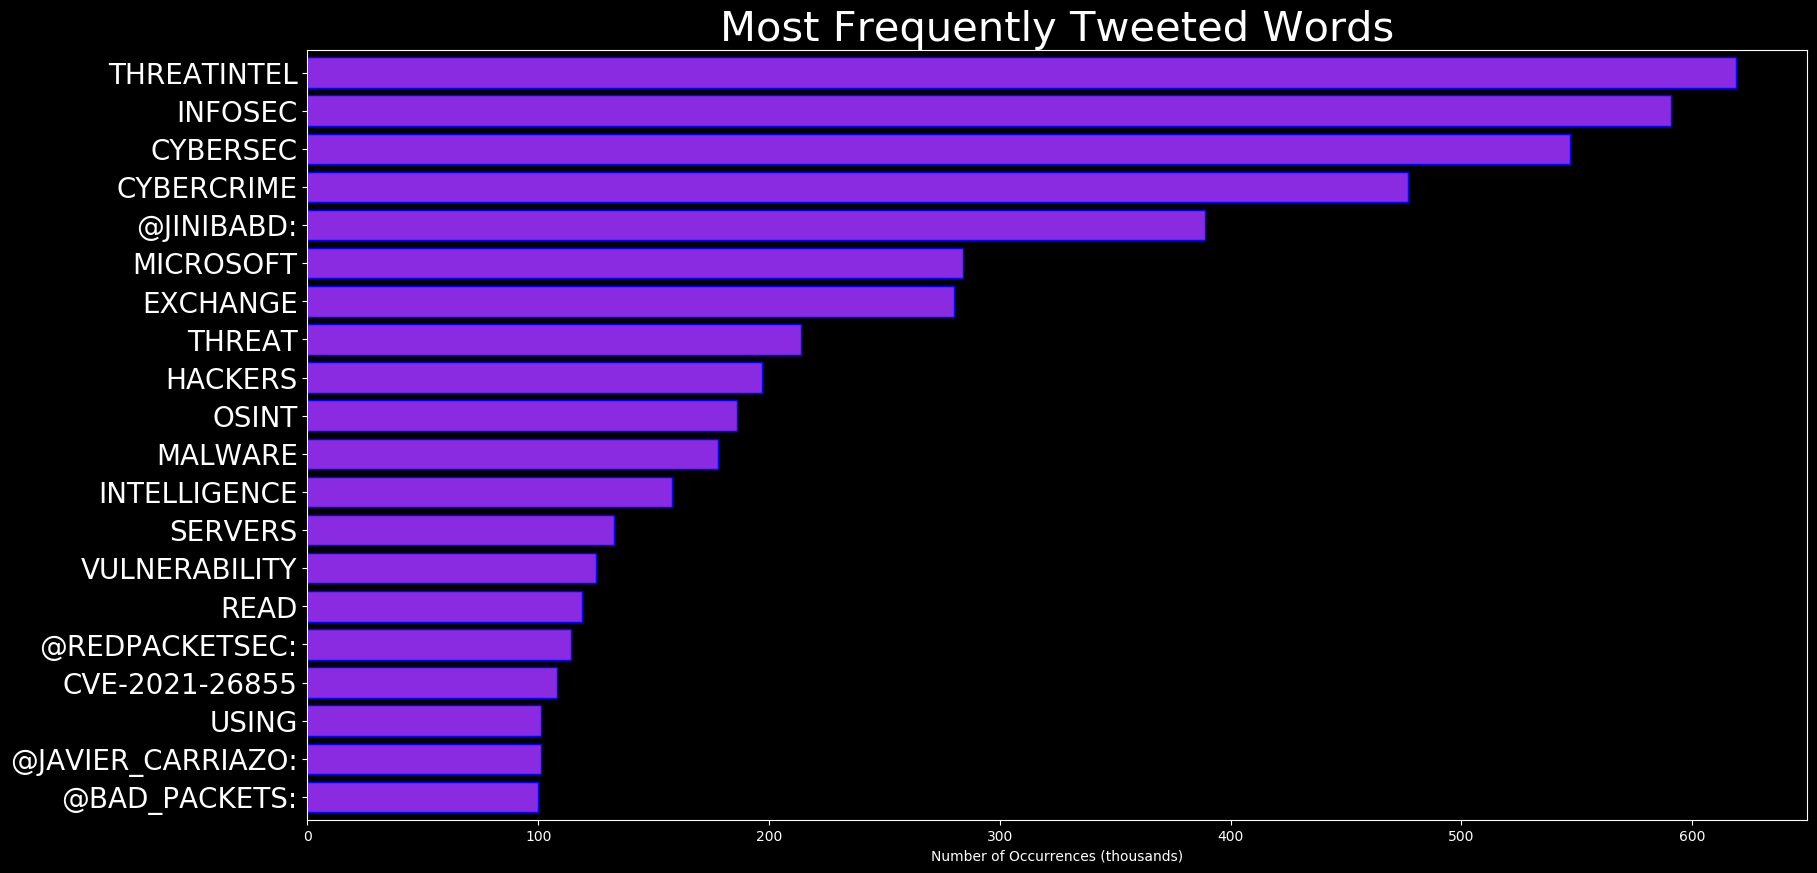 Most Frequently Tweeted Words
THREATINTEL
INFOSEC
CYBERSEC
CYBERCRIME
@JINIBABD:
MICROSOFT
EXCHANGE
THREAT
HACKERS
OSINT
MALWARE
INTELLIGENCE
SERVERS
VULNERABILITY
READ
@REDPACKETSEC:
CVE-2021-26855
USING
@JAVIER_CARRIAZO:
@BAD_PACKETS:
0 100 200 300 400 500 600
Number of Occurrences (thousands)